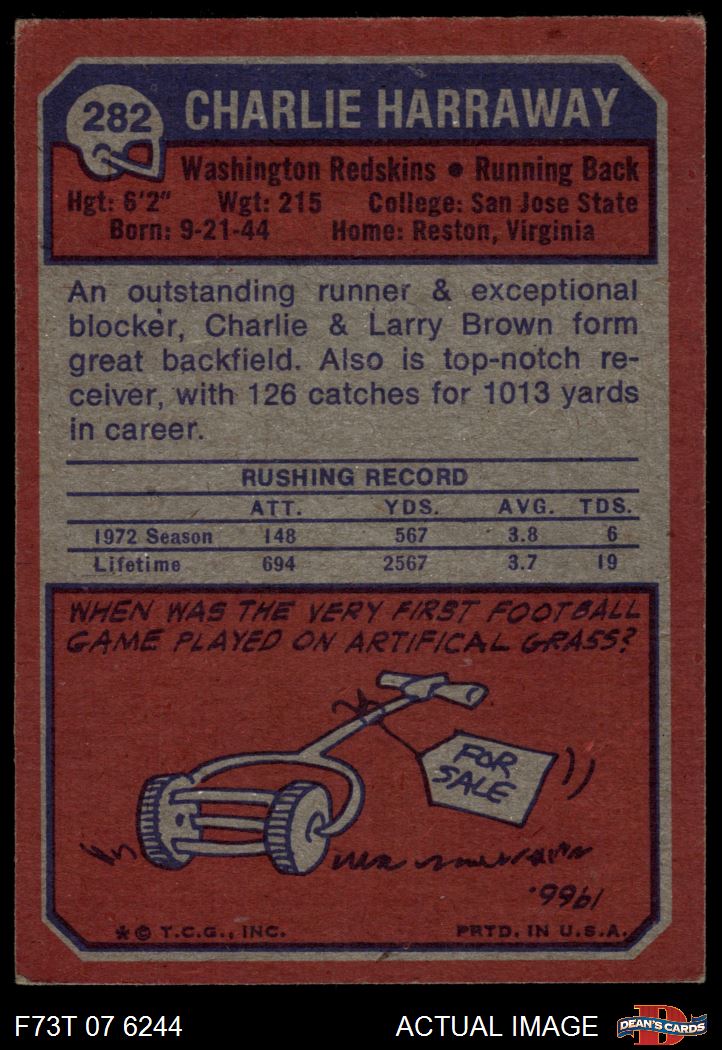 282
CHARLIE HARRAWAY
Washington Redskins • Running Back
Hgt: 6'2" Wgt: 215 College: San Jose State
Born: 9-21-44 Home: Reston, Virginia
An outstanding runner & exceptional
blocker, Charlie & Larry Brown form
great backfield. Also is top-notch re-
ceiver, with 126 catches for 1013 yards
in career.
RUSHING RECORD
ATT. YDS. AVG. TDS.
1972 Season 148 567 3.8 6
Lifetime 694 2567 3.7 19
WHEN WAS THE VERY FIRST FOOTBALL
GAME PLAYED ON ARTIFICAL GRASS?
FOR
SALE
1966.
* © T.C.G., INC. PRTD. IN U.S.A.
F73T 07 6244 ACTUAL IMAGE D
DEAN'S CARDS